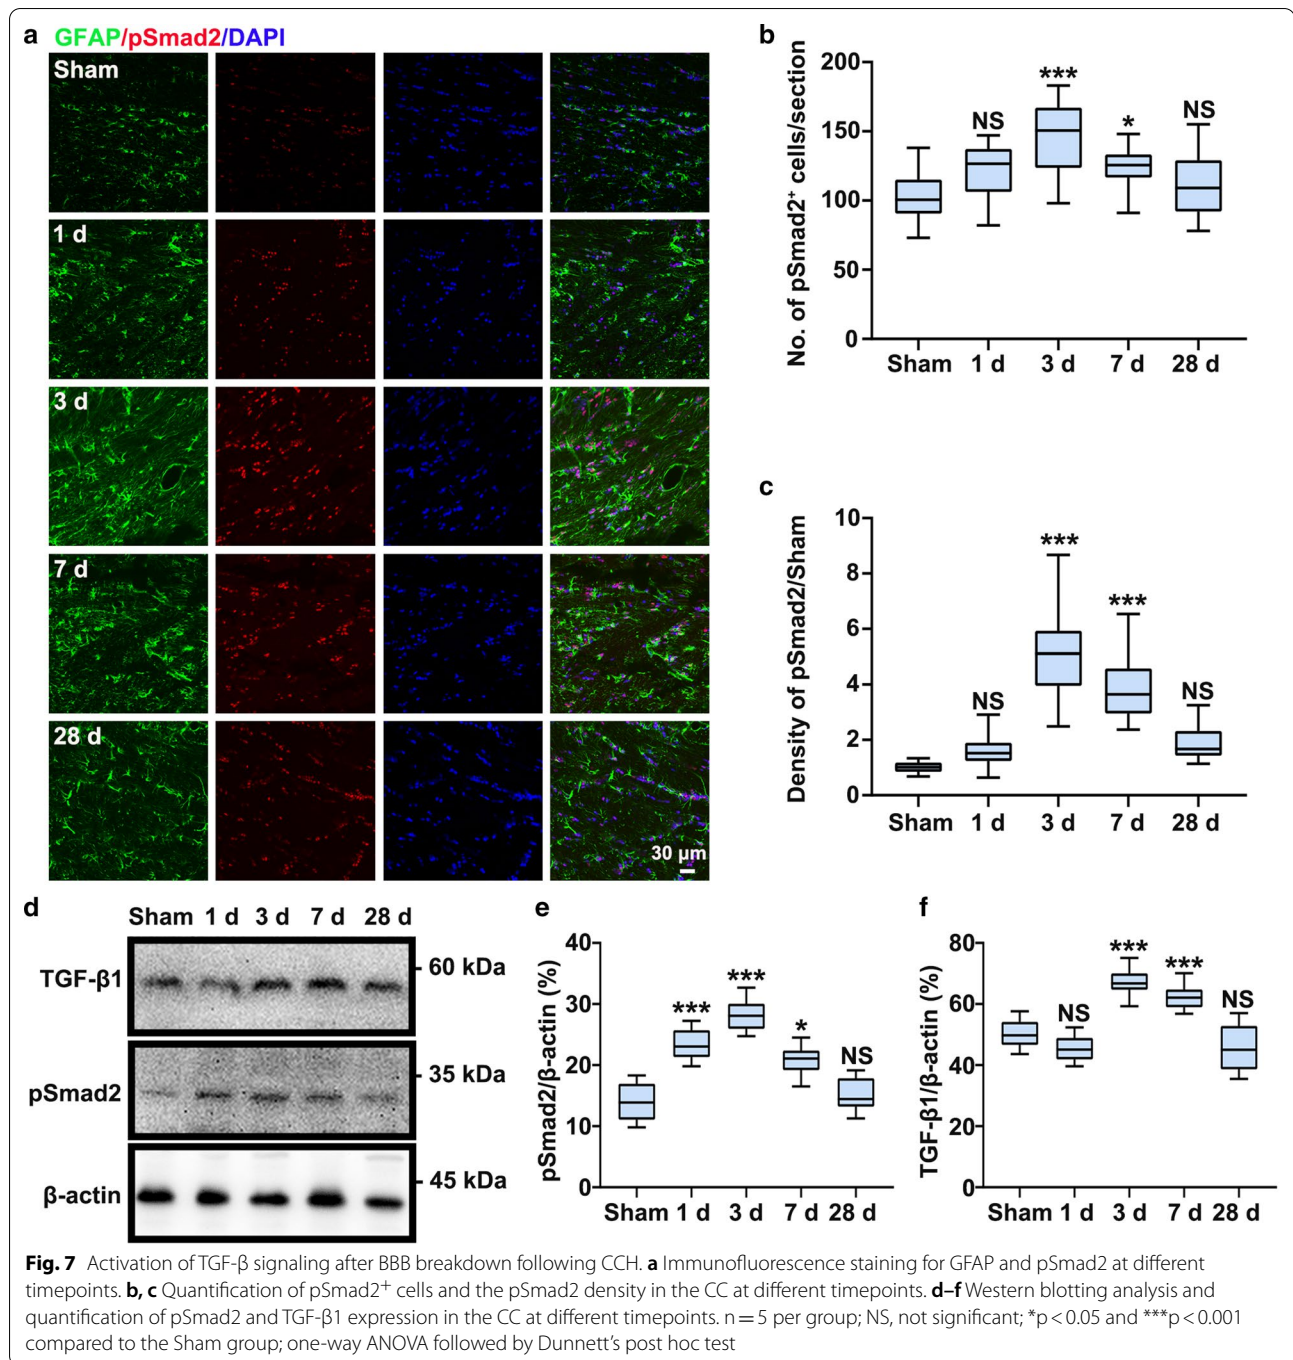 a
GFAP/pSmad2/DAPI
Sham
1 d
3 d
7 d
28 d
30 µm
b
No. of pSmad2⁺ cells/section
200
150
100
50
0
NS
***
*
NS
Sham 1 d 3 d 7 d 28 d
c
Density of pSmad2/Sham
10
8
6
4
2
0
NS
***
***
NS
Sham 1 d 3 d 7 d 28 d
d
Sham 1 d 3 d 7 d 28 d
TGF-β1
60 kDa
pSmad2
35 kDa
β-actin
45 kDa
e
pSmad2/β-actin (%)
40
30
20
10
0
***
***
*
NS
Sham 1 d 3 d 7 d 28 d
f
TGF-β1/β-actin (%)
80
60
40
20
0
NS
***
***
NS
Sham 1 d 3 d 7 d 28 d
Fig. 7 Activation of TGF-β signaling after BBB breakdown following CCH. a Immunofluorescence staining for GFAP and pSmad2 at different
timepoints. b, c Quantification of pSmad2⁺ cells and the pSmad2 density in the CC at different timepoints. d–f Western blotting analysis and
quantification of pSmad2 and TGF-β1 expression in the CC at different timepoints. n = 5 per group; NS, not significant; *p < 0.05 and ***p < 0.001
compared to the Sham group; one-way ANOVA followed by Dunnett's post hoc test